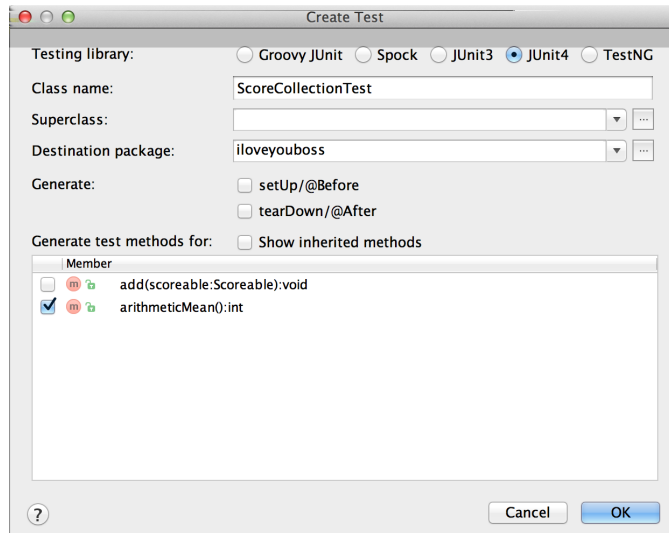 Create Test
Testing library: Groovy JUnit Spock JUnit3 JUnit4 TestNG
Class name: ScoreCollectionTest
Superclass: ...
Destination package: iloveyouboss ...
Generate: setUp/@Before
tearDown/@After
Generate test methods for: Show inherited methods
Member
m add(scoreable:Scoreable):void
m arithmeticMean():int
? Cancel OK